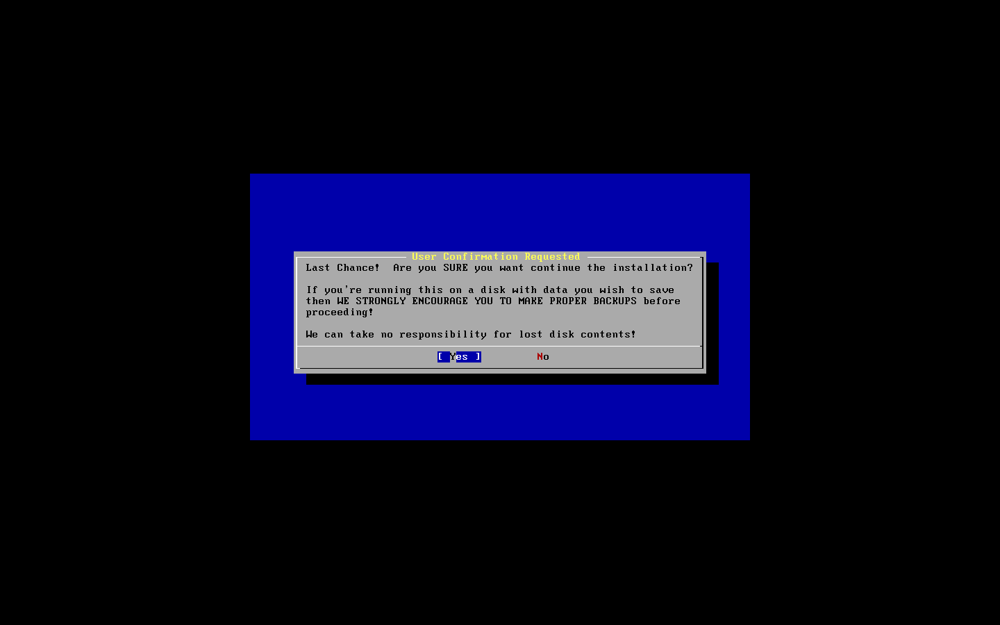 User Confirmation Requested
Last Chance!  Are you SURE you want continue the installation?
If you're running this on a disk with data you wish to save
then WE STRONGLY ENCOURAGE YOU TO MAKE PROPER BACKUPS before
proceeding!
We can take no responsibility for lost disk contents!
[ Yes ] No